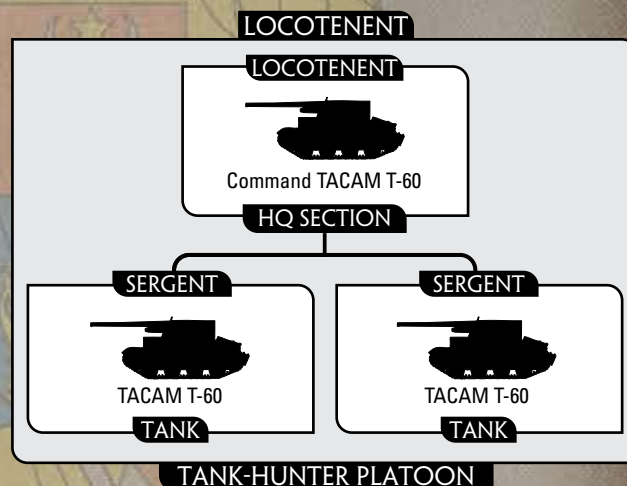 LOCOTENENT
LOCOTENENT
Command TACAM T-60
HQ SECTION
SERGENT
SERGENT
TACAM T-60
TACAM T-60
TANK
TANK
TANK-HUNTER PLATOON